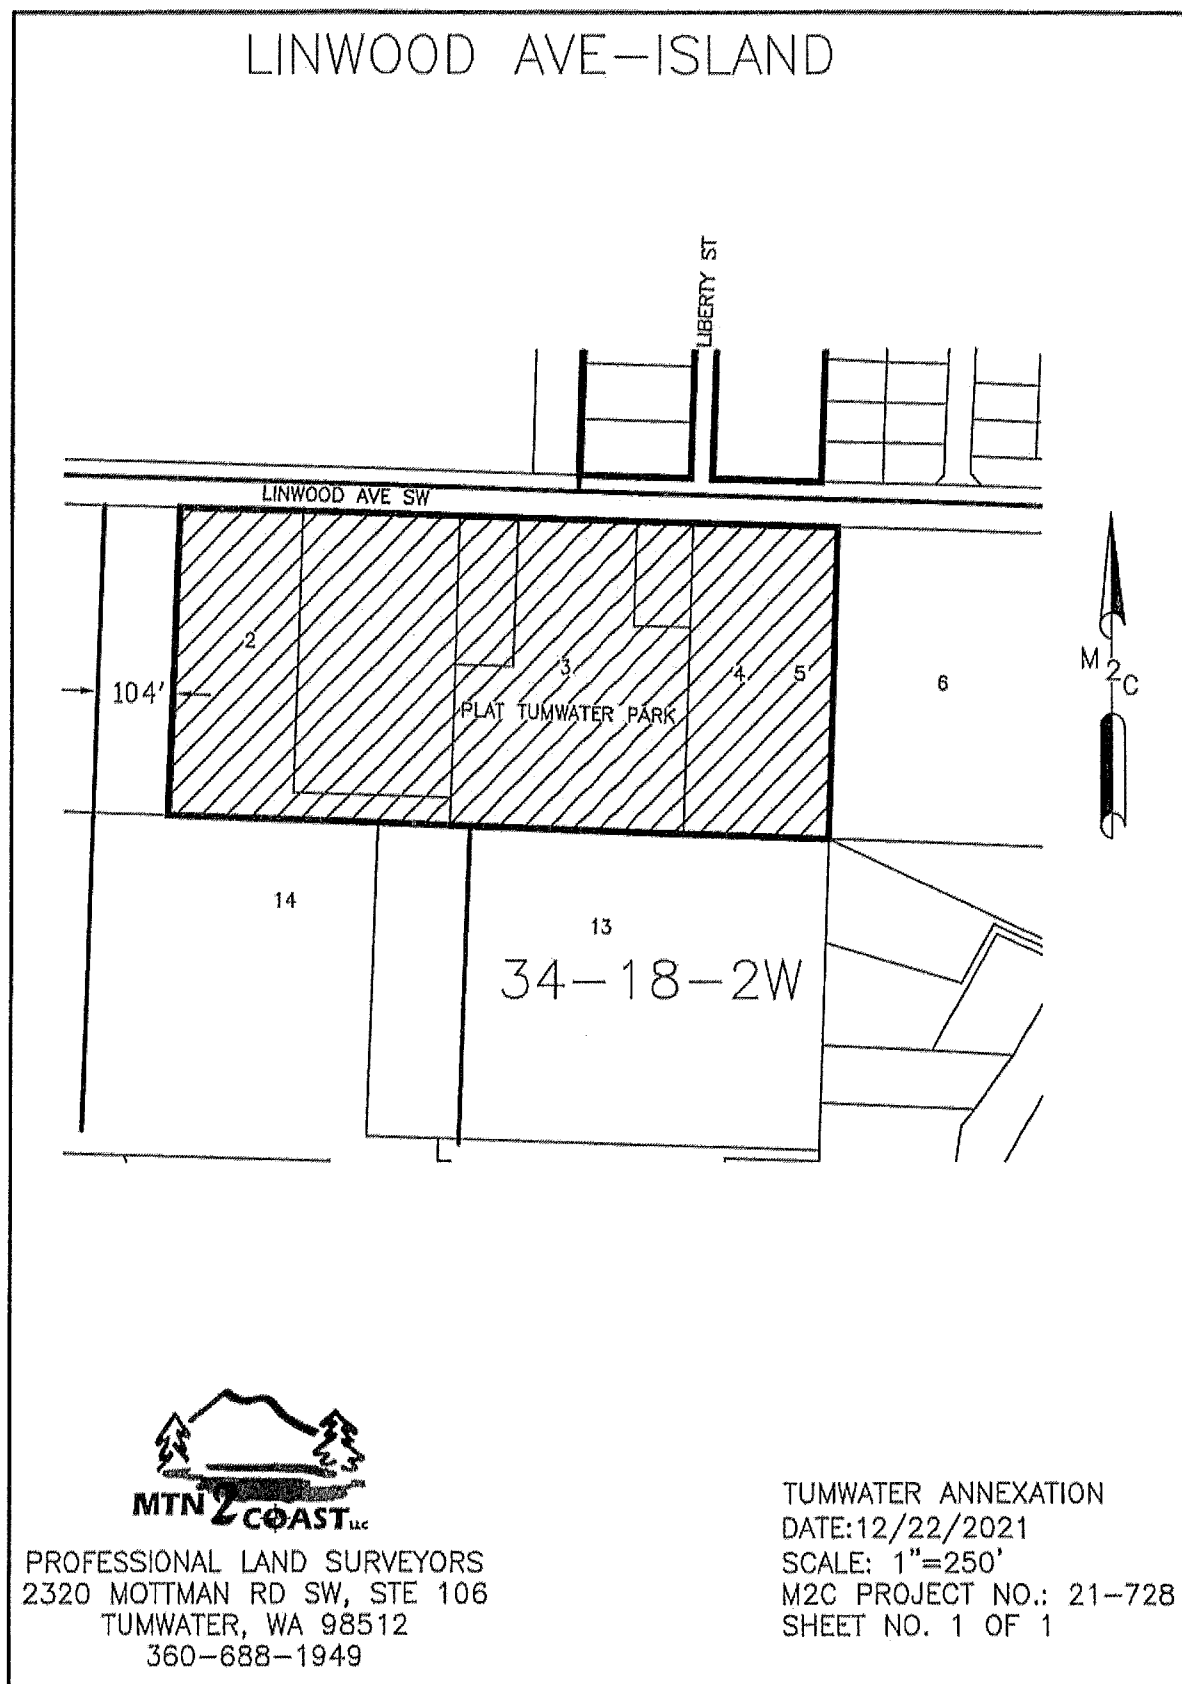 LINWOOD AVE-ISLAND
LIBERTY ST
LINWOOD AVE SW
2
3
4
5
6
104'
PLAT TUMWATER PARK
M2C
14
13
34-18-2W
MTN 2 COAST LLC
PROFESSIONAL LAND SURVEYORS
2320 MOTTMAN RD SW, STE 106
TUMWATER, WA 98512
360-688-1949
TUMWATER ANNEXATION
DATE:12/22/2021
SCALE: 1"=250'
M2C PROJECT NO.: 21-728
SHEET NO. 1 OF 1